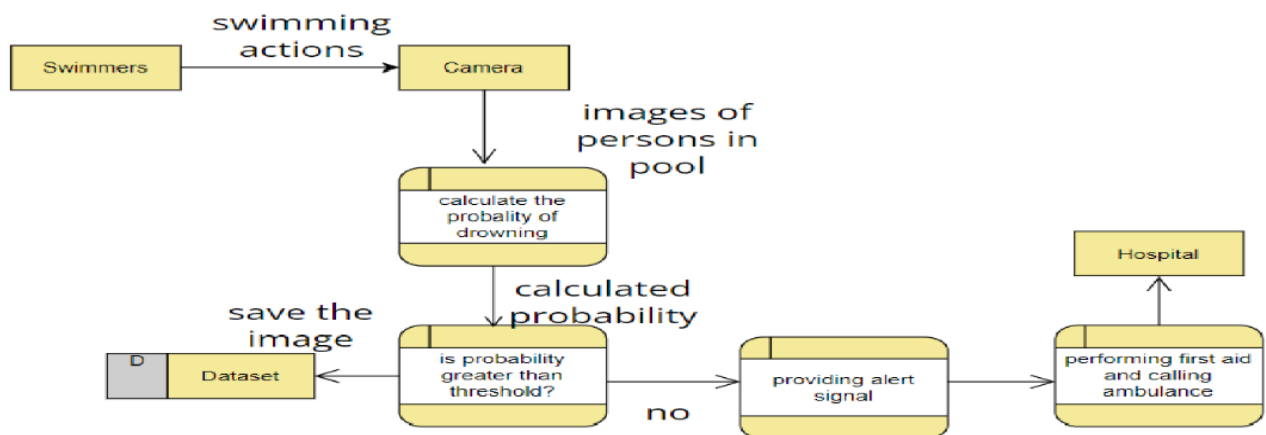 swimming
actions
Swimmers
Camera
images of
persons in
pool
calculate the
probality of
drowning
Hospital
calculated
probability
save the
image
D
Dataset
is probability
greater than
threshold?
no
providing alert
signal
performing first aid
and calling
ambulance